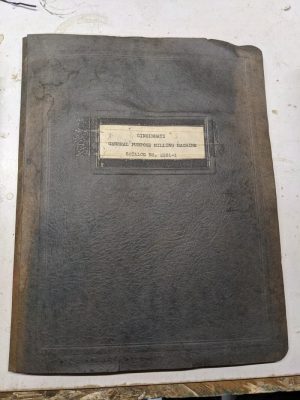 CINCINNATI
GENERAL PURPOSE MILLING MACHINE
CATALOG NO.